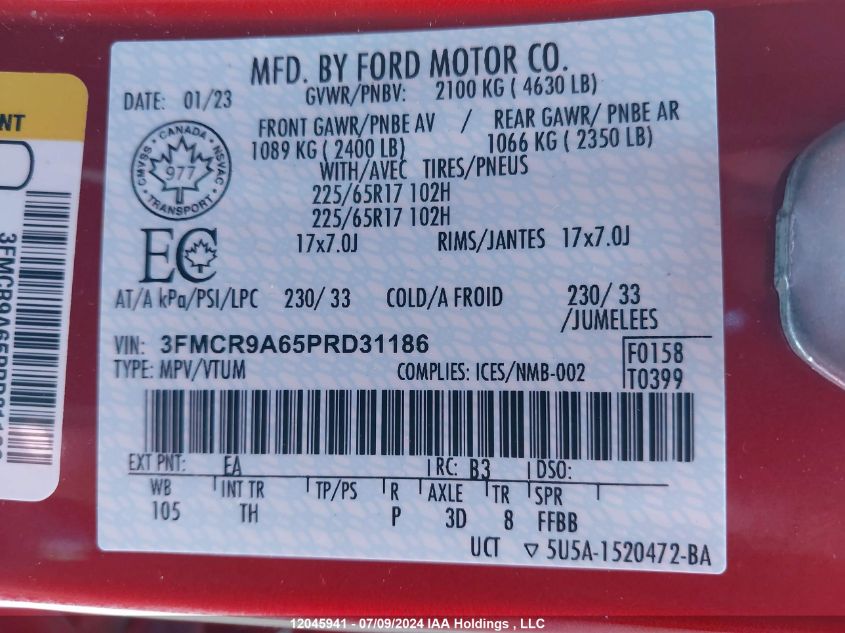 MFD. BY FORD MOTOR CO.
DATE: 01/23 GVWR/PNBV: 2100 KG ( 4630 LB)
FRONT GAWR/PNBE AV / REAR GAWR/ PNBE AR
1089 KG ( 2400 LB) 1066 KG ( 2350 LB)
WITH/AVEC TIRES/PNEUS
225/65R17 102H
225/65R17 102H
17x7.0J RIMS/JANTES 17x7.0J
CANADA
CMVSS NSVAC
977
TRANSPORT
EC
AT/A kPa/PSI/LPC 230/ 33 COLD/A FROID 230/ 33
/JUMELEES
VIN: 3FMCR9A65PRD31186 F0158
TYPE: MPV/VTUM COMPLIES: ICES/NMB-002 T0399
EXT PNT: EA RC: B3 DSO:
WB INT TR TP/PS R AXLE TR SPR
105 TH P 3D 8 FFBB
UCT ▽ 5U5A-1520472-BA
NT
12045941 - 07/09/2024 IAA Holdings , LLC